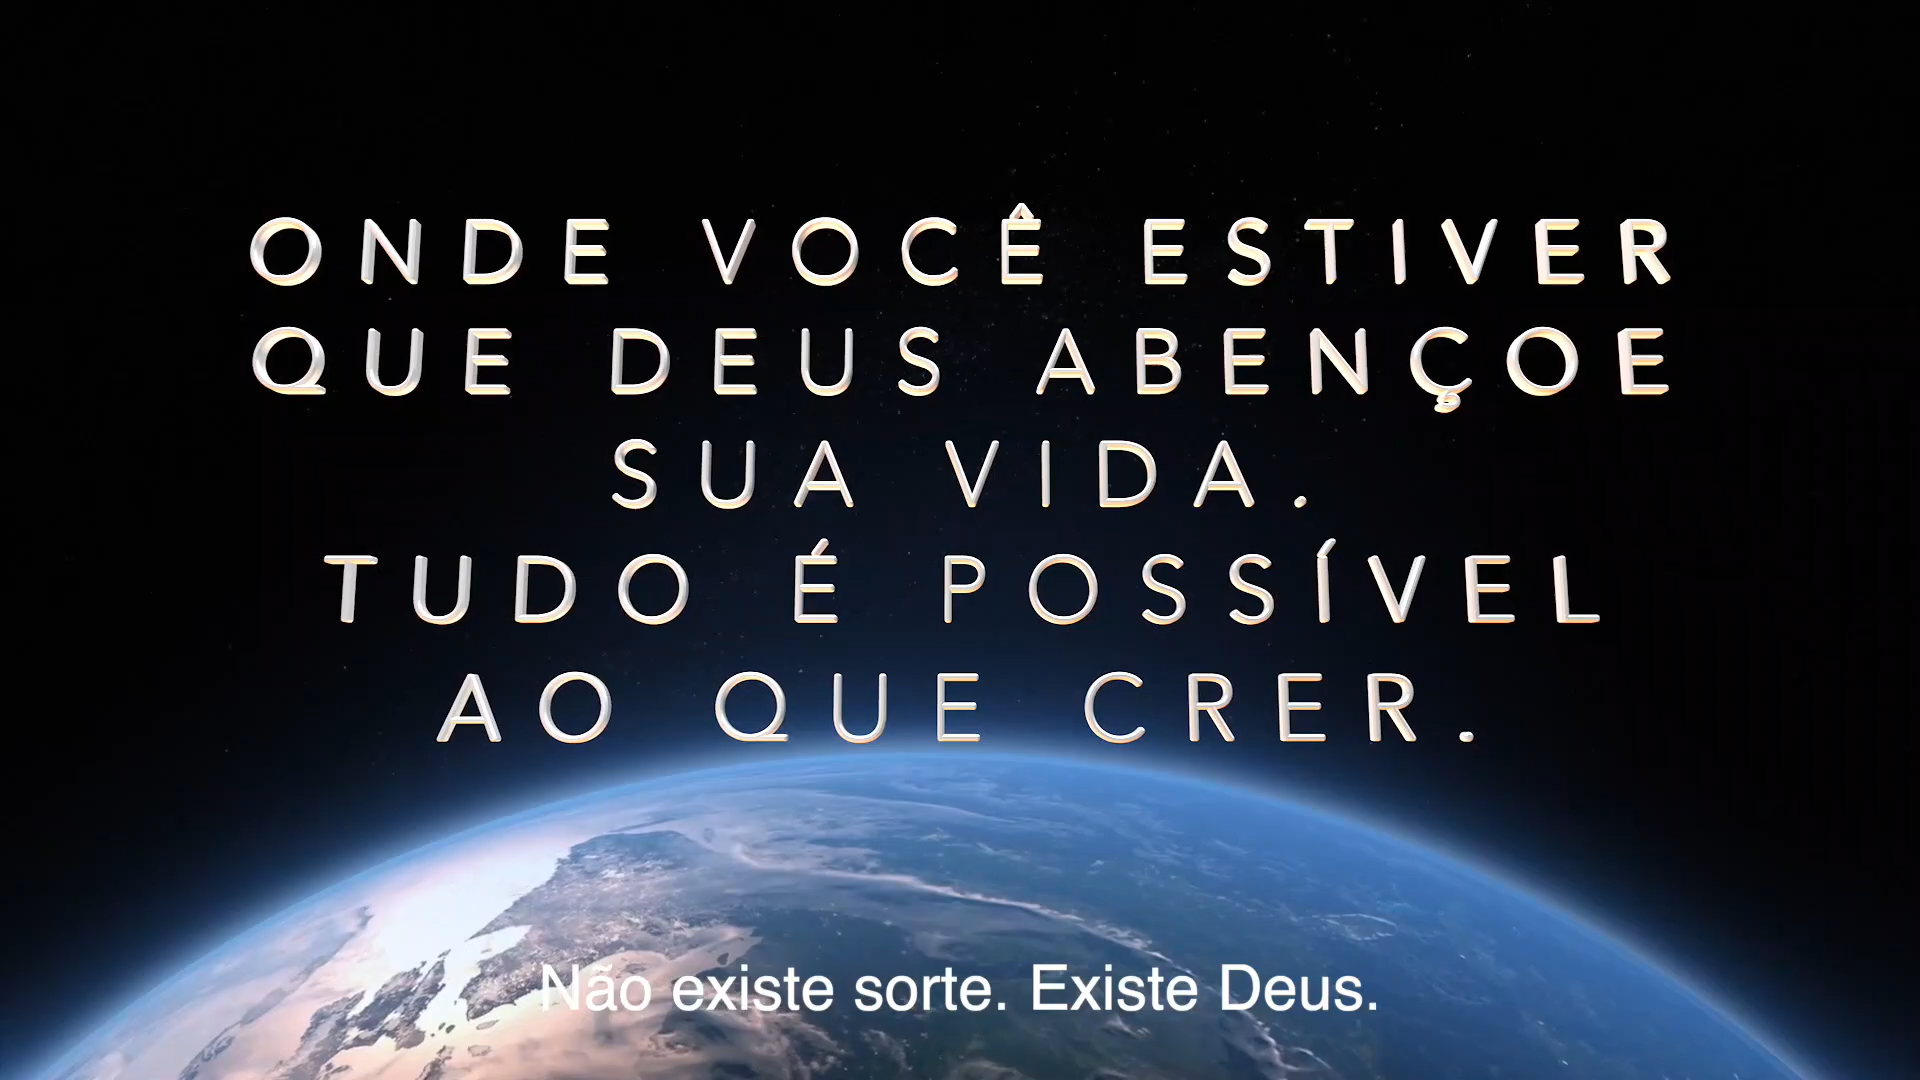 ONDE VOCÊ ESTIVER
QUE DEUS ABENÇOE
SUA VIDA.
TUDO É POSSÍVEL
AO QUE CRER.
Não existe sorte. Existe Deus.